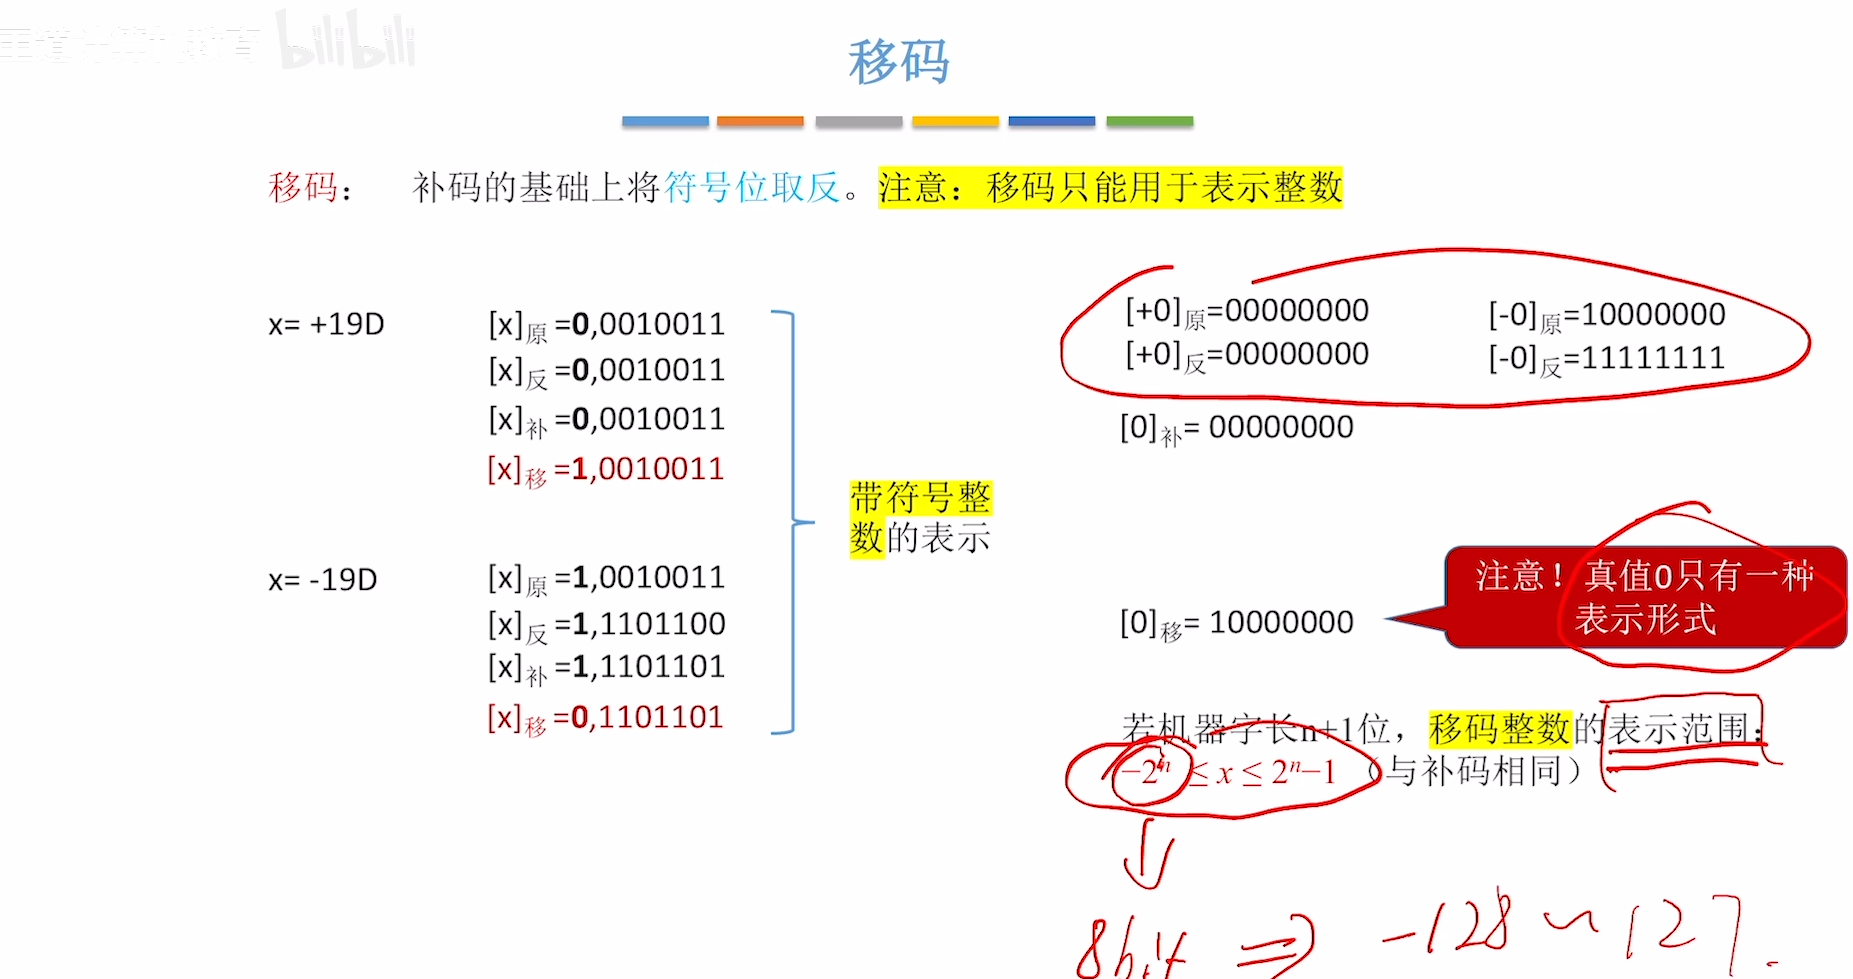 王道计算机教育 bilibili
移码
移码： 补码的基础上将符号位取反。注意：移码只能用于表示整数
x= +19D
[x]原 =0,0010011
[x]反 =0,0010011
[x]补 =0,0010011
[x]移 =1,0010011
x= -19D
[x]原 =1,0010011
[x]反 =1,1101100
[x]补 =1,1101101
[x]移 =0,1101101
带符号整
数的表示
[+0]原=00000000 [-0]原=10000000
[+0]反=00000000 [-0]反=11111111
[0]补= 00000000
[0]移= 10000000
注意！真值0只有一种
表示形式
若机器字长n+1位，移码整数的表示范围：
−2ⁿ ≤ x ≤ 2ⁿ−1 （与补码相同）
8bit ⇒ -128 ~ 127.